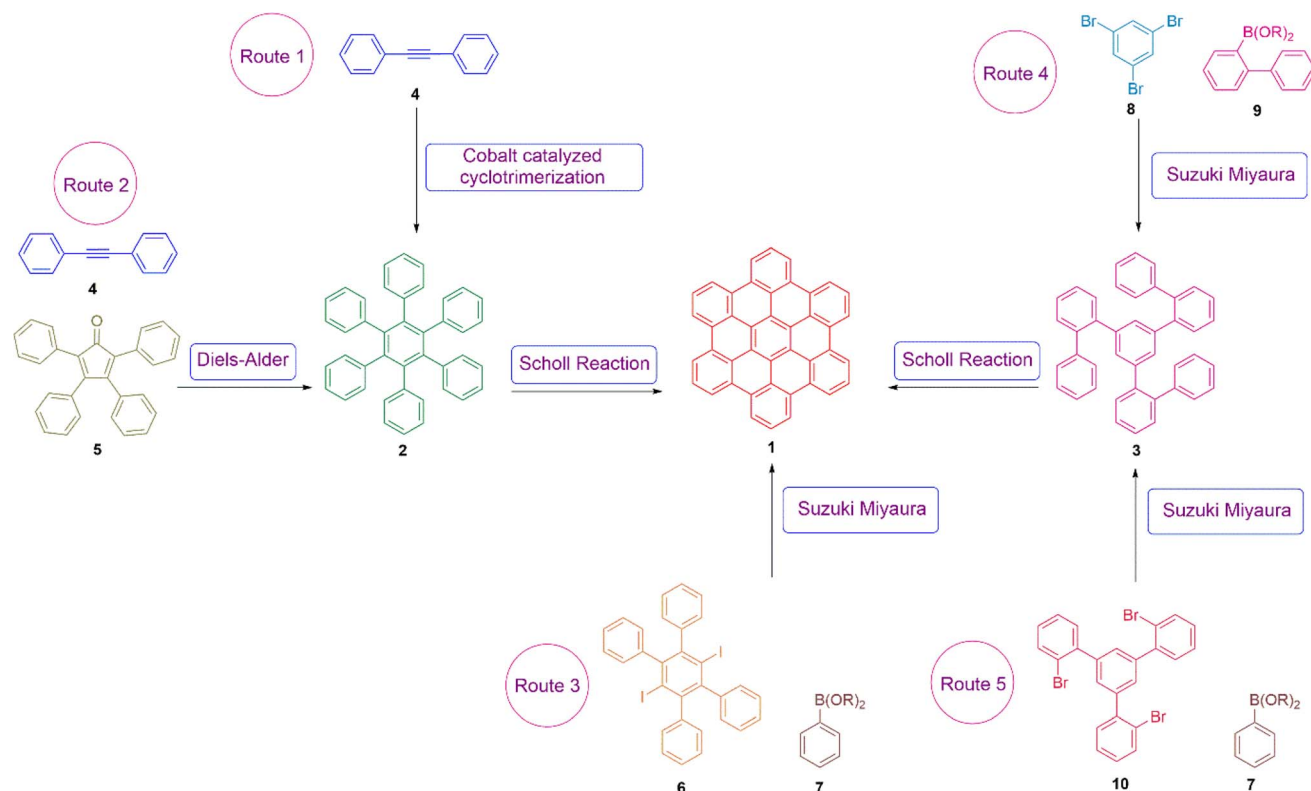 Route 1
4
Cobalt catalyzed
cyclotrimerization
Route 2
4
O
5
Diels-Alder
2
Scholl Reaction
1
Route 4
Br
Br
Br
8
B(OR)2
9
Suzuki Miyaura
3
Scholl Reaction
Suzuki Miyaura
Suzuki Miyaura
Route 3
I
I
6
B(OR)2
7
Route 5
Br
Br
Br
10
B(OR)2
7